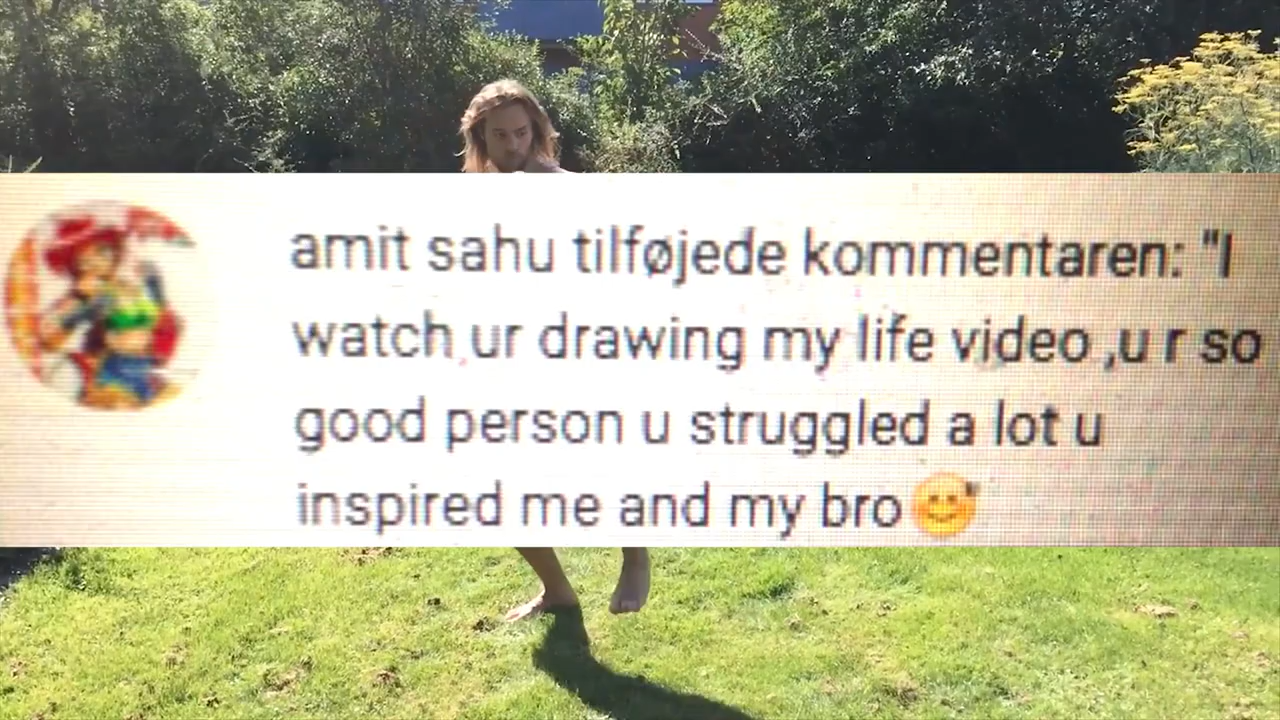 amit sahu tilføjede kommentaren: "I
watch ur drawing my life video ,u r so
good person u struggled a lot u
inspired me and my bro😊